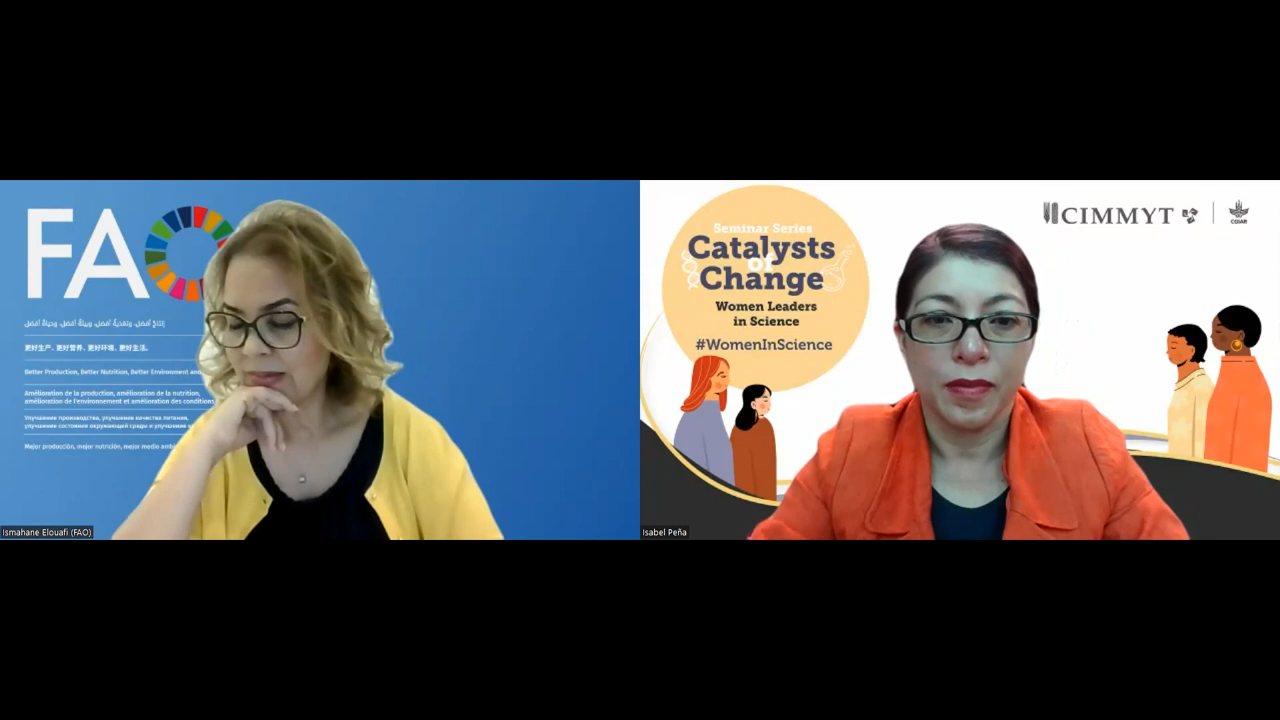 FAO
إنتاجٌ أفضل، وتغذيةٌ أفضل، وبيئةٌ أفضل، وحياةٌ أفضل
更好生产、更好营养、更好环境、更好生活。
Better Production, Better Nutrition, Better Environment and
Amélioration de la production, amélioration de la nutrition,
amélioration de l'environnement et amélioration des conditions
Улучшение производства, улучшение качества питания,
улучшение состояния окружающей среды и улучшение
Mejor producción, mejor nutrición, mejor medio
Ismahane Elouafi (FAO)
Seminar Series
Catalysts
of
Change
Women Leaders
in Science
#WomenInScience
CIMMYT
CGIAR
Isabel Peña